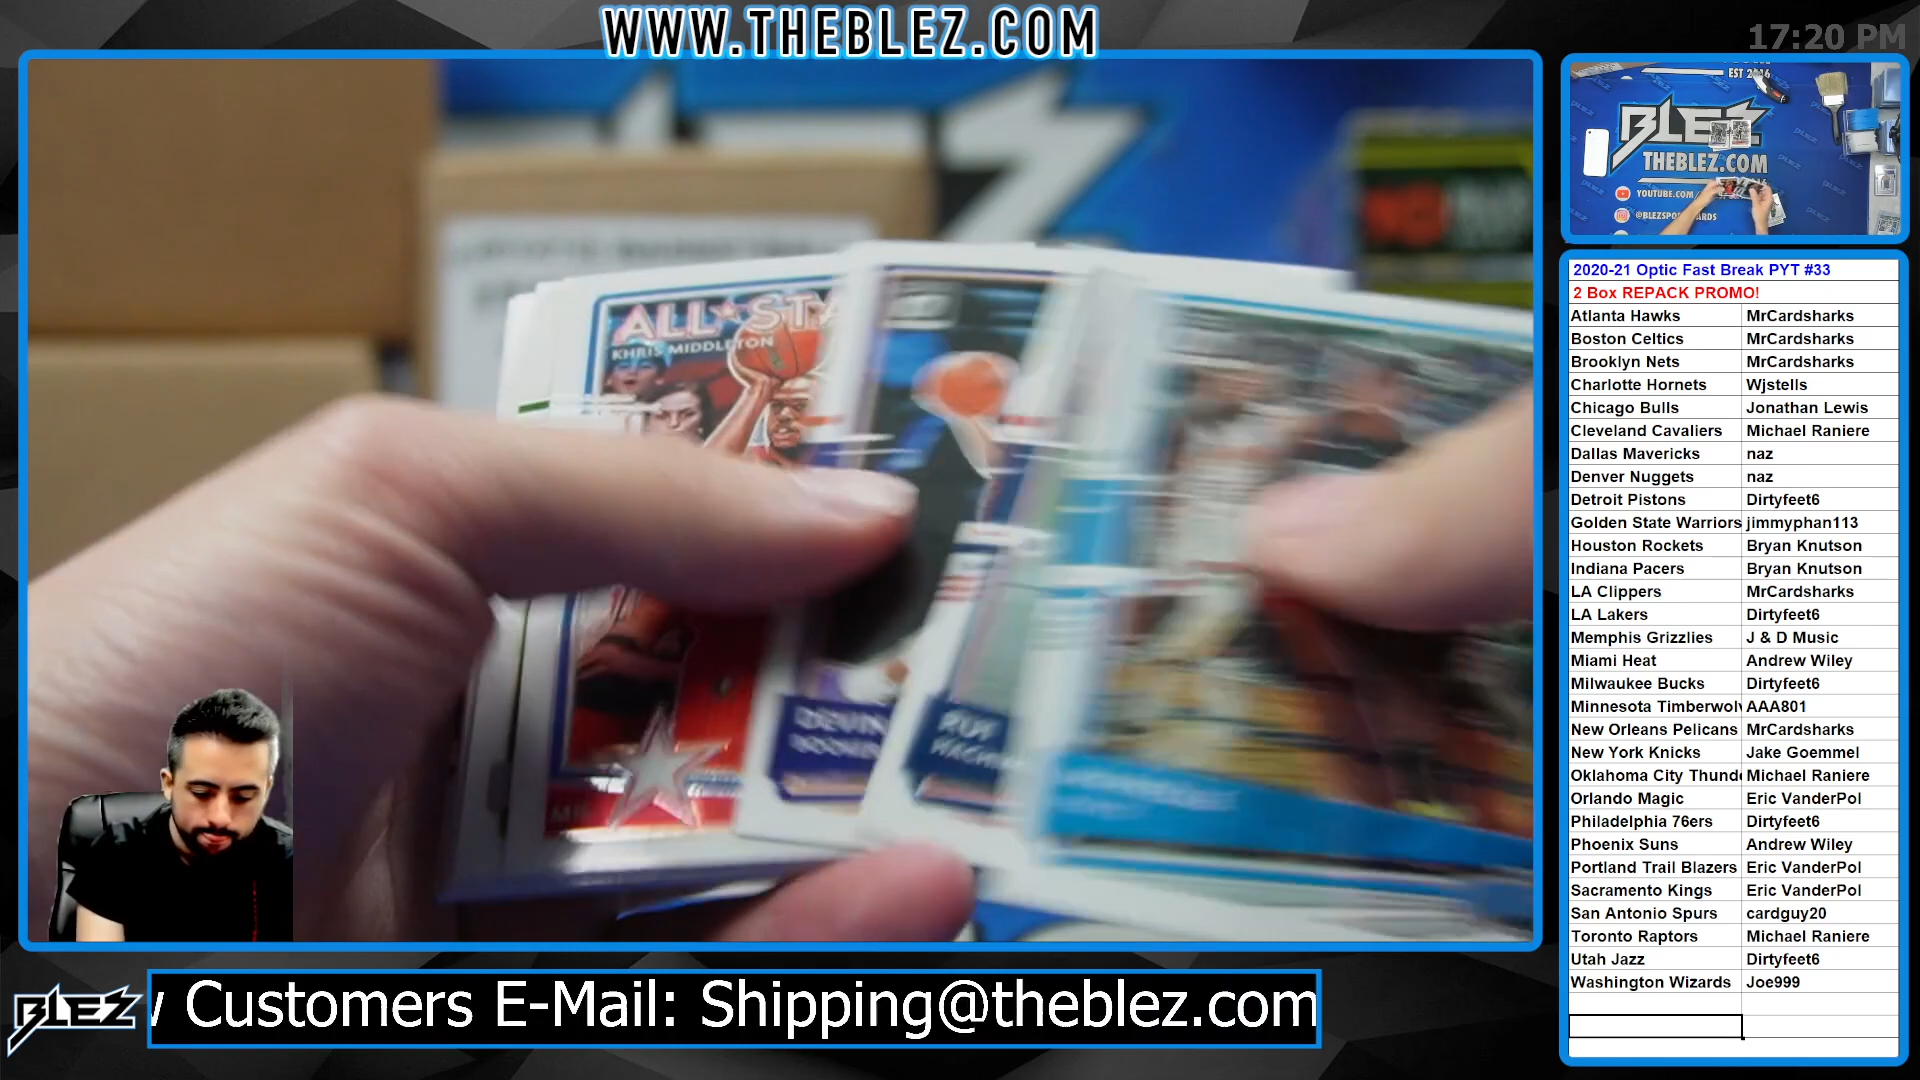 WWW.THEBLEZ.COM
17:20 PM
ALL★STA
KHRIS MIDDLETON
DEVIN
BOOKER
RUI
EST 2016
BLEZ
THEBLEZ.COM
YOUTUBE.COM/
2020-21 Optic Fast Break PYT #33
2 Box REPACK PROMO!
Atlanta Hawks MrCardsharks
Boston Celtics MrCardsharks
Brooklyn Nets MrCardsharks
Charlotte Hornets Wjstells
Chicago Bulls Jonathan Lewis
Cleveland Cavaliers Michael Raniere
Dallas Mavericks naz
Denver Nuggets naz
Detroit Pistons Dirtyfeet6
Golden State Warriors jimmyphan113
Houston Rockets Bryan Knutson
Indiana Pacers Bryan Knutson
LA Clippers MrCardsharks
LA Lakers Dirtyfeet6
Memphis Grizzlies J & D Music
Miami Heat Andrew Wiley
Milwaukee Bucks Dirtyfeet6
Minnesota Timberwolv AAA801
New Orleans Pelicans MrCardsharks
New York Knicks Jake Goemmel
Oklahoma City Thunde Michael Raniere
Orlando Magic Eric VanderPol
Philadelphia 76ers Dirtyfeet6
Phoenix Suns Andrew Wiley
Portland Trail Blazers Eric VanderPol
Sacramento Kings Eric VanderPol
San Antonio Spurs cardguy20
Toronto Raptors Michael Raniere
Utah Jazz Dirtyfeet6
Washington Wizards Joe999
BLEZ
w Customers E-Mail: Shipping@theblez.com